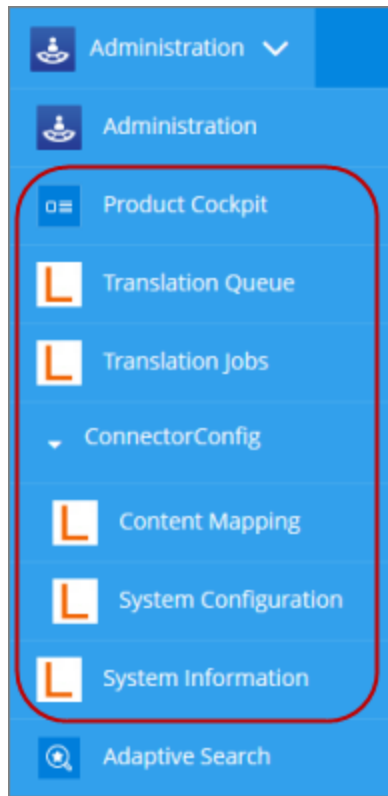 Administration
Administration
Product Cockpit
Translation Queue
Translation Jobs
ConnectorConfig
Content Mapping
System Configuration
System Information
Adaptive Search